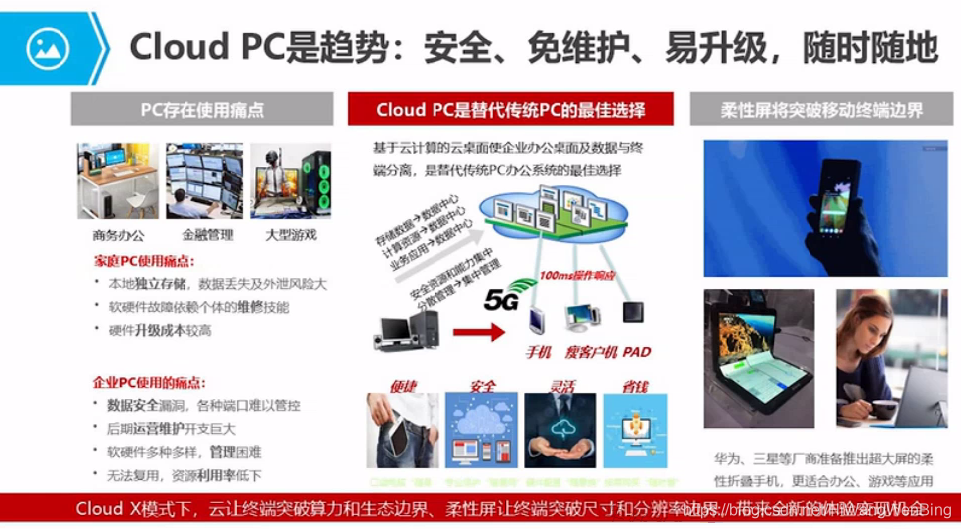 Cloud PC是趋势：安全、免维护、易升级，随时随地
PC存在使用痛点
商务办公
金融管理
大型游戏
家庭PC使用痛点：
• 本地独立存储，数据丢失及外泄风险大
• 软硬件故障依赖个体的维修技能
• 硬件升级成本较高
企业PC使用的痛点：
• 数据安全漏洞，各种端口难以管控
• 后期运营维护开支巨大
• 软硬件多种多样，管理困难
• 无法复用，资源利用率低下
Cloud PC是替代传统PC的最佳选择
基于云计算的云桌面使企业办公桌面及数据与终
端分离，是替代传统PC办公系统的最佳选择
存储数据→数据中心
计算资源→数据中心
业务应用→数据中心
安全资源和能力集中
分散管理→集中管理
100ms操作响应
5G
手机
瘦客户机
PAD
便捷
安全
灵活
省钱
柔性屏将突破移动终端边界
华为、三星等厂商准备推出超大屏的柔
性折叠手机，更适合办公、游戏等应用
Cloud X模式下，云让终端突破算力和生态边界、柔性屏让终端突破尺寸和分辨率边界，带来全新的体验变现机会